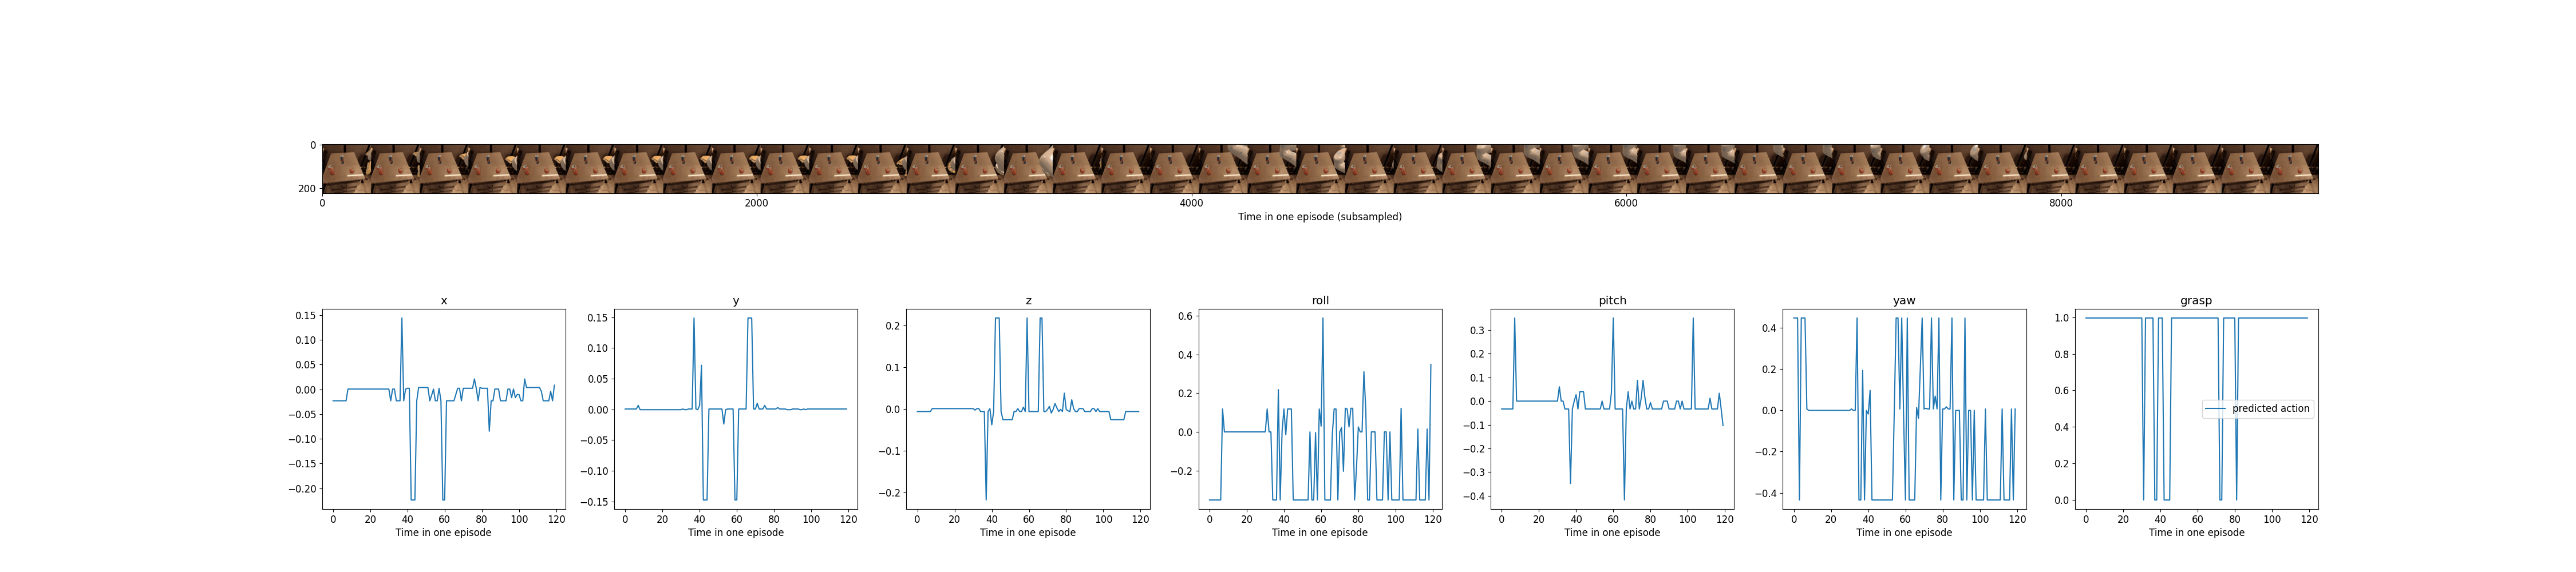 0
200
0 2000 4000 6000 8000
Time in one episode (subsampled)
x
0.15
0.10
0.05
0.00
−0.05
−0.10
−0.15
−0.20
0 20 40 60 80 100 120
Time in one episode
y
0.15
0.10
0.05
0.00
−0.05
−0.10
−0.15
0 20 40 60 80 100 120
Time in one episode
z
0.2
0.1
0.0
−0.1
−0.2
0 20 40 60 80 100 120
Time in one episode
roll
0.6
0.4
0.2
0.0
−0.2
0 20 40 60 80 100 120
Time in one episode
pitch
0.3
0.2
0.1
0.0
−0.1
−0.2
−0.3
−0.4
0 20 40 60 80 100 120
Time in one episode
yaw
0.4
0.2
0.0
−0.2
−0.4
0 20 40 60 80 100 120
Time in one episode
grasp
1.0
0.8
0.6
0.4
0.2
0.0
predicted action
0 20 40 60 80 100 120
Time in one episode